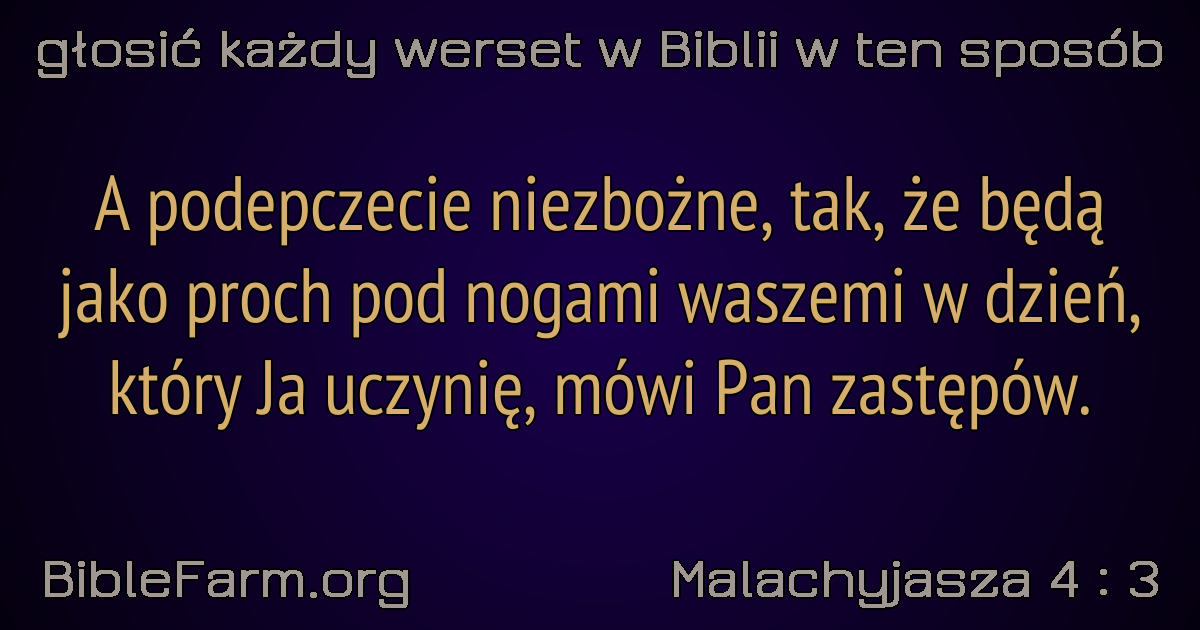 głosić każdy werset w Biblii w ten sposób
A podepczecie niezbożne, tak, że będą
jako proch pod nogami waszemi w dzień,
który Ja uczynię, mówi Pan zastępów.
BibleFarm.org
Malachyjasza 4 : 3